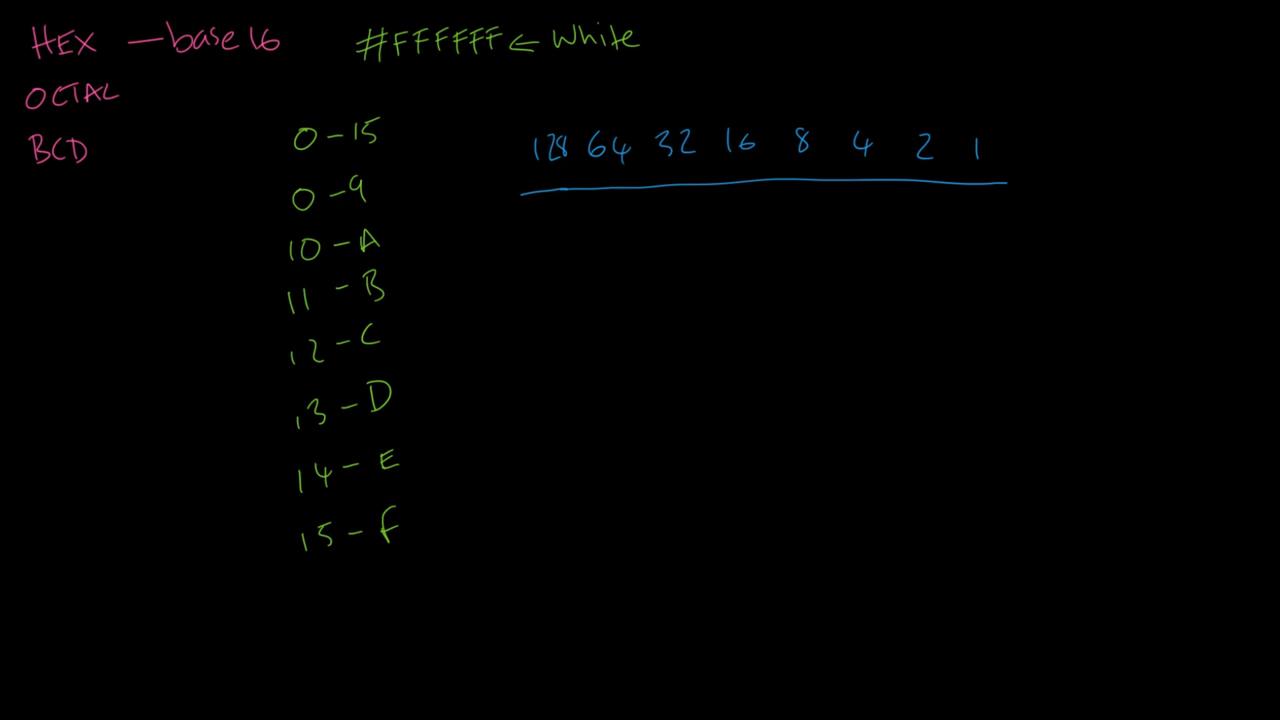 HEX — base 16 #FFFFFF ← White
OCTAL
BCD
0 - 15
0 - 9
10 - A
11 - B
12 - C
13 - D
14 - E
15 - F
128 64 32 16 8 4 2 1